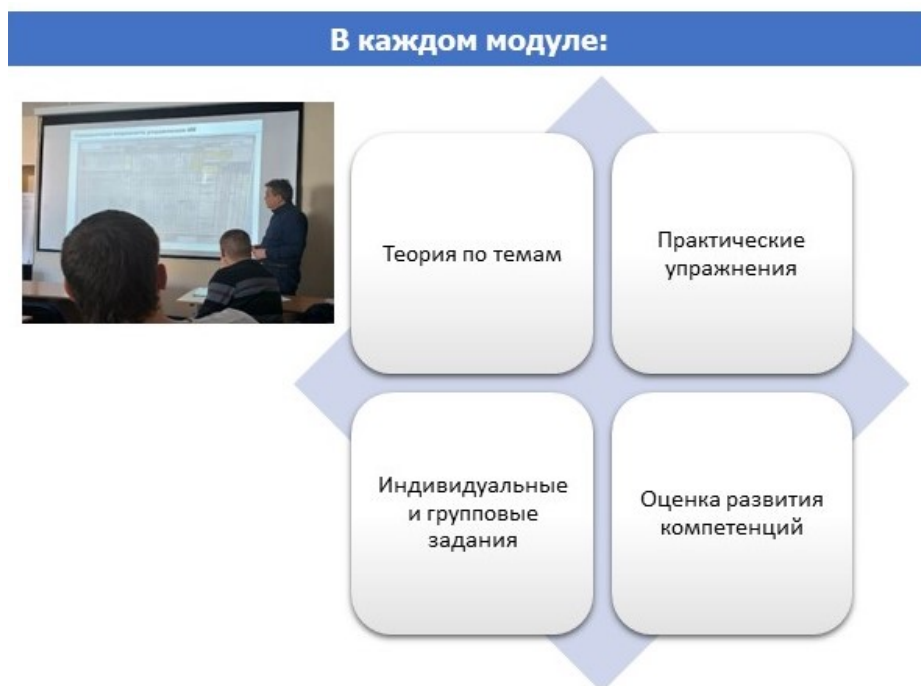 В каждом модуле:
Теория по темам
Практические
упражнения
Индивидуальные
и групповые
задания
Оценка развития
компетенций